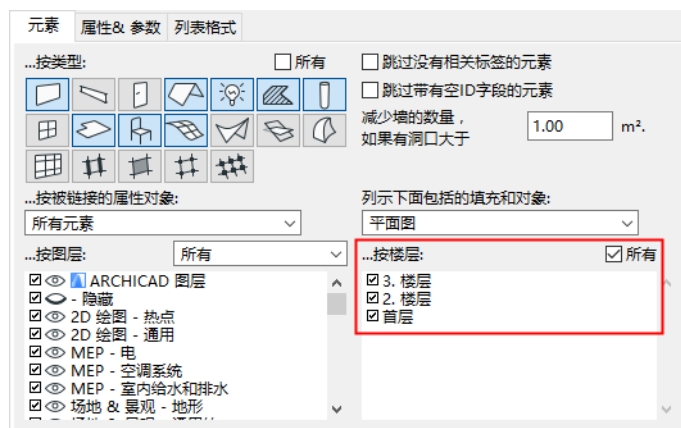 元素 属性& 参数 列表格式
...按类型: 所有
跳过没有相关标签的元素
跳过带有空ID字段的元素
减少墙的数量，
如果有洞口大于 1.00 m².
...按被链接的属性对象:
所有元素
列示下面包括的填充和对象:
平面图
...按图层: 所有
ARCHICAD 图层
- 隐藏
2D 绘图 - 热点
2D 绘图 - 通用
MEP - 电
MEP - 空调系统
MEP - 室内给水和排水
场地 & 景观 - 地形
...按楼层: 所有
3. 楼层
2. 楼层
首层